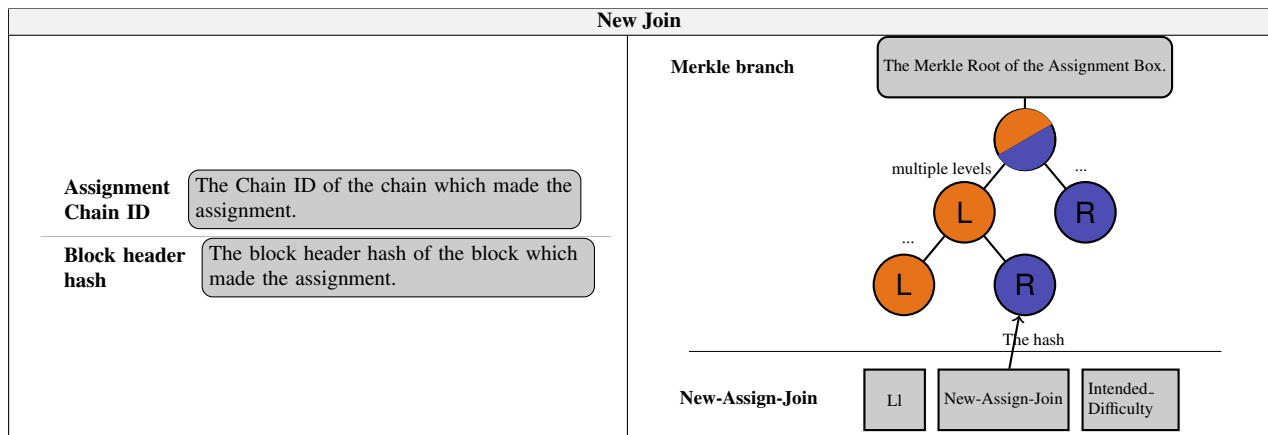 New Join
Assignment
Chain ID
The Chain ID of the chain which made the
assignment.
Block header
hash
The block header hash of the block which
made the assignment.
Merkle branch
The Merkle Root of the Assignment Box.
multiple levels
...
L
R
...
L
R
The hash
New-Assign-Join
Ll
New-Assign-Join
Intended_
Difficulty